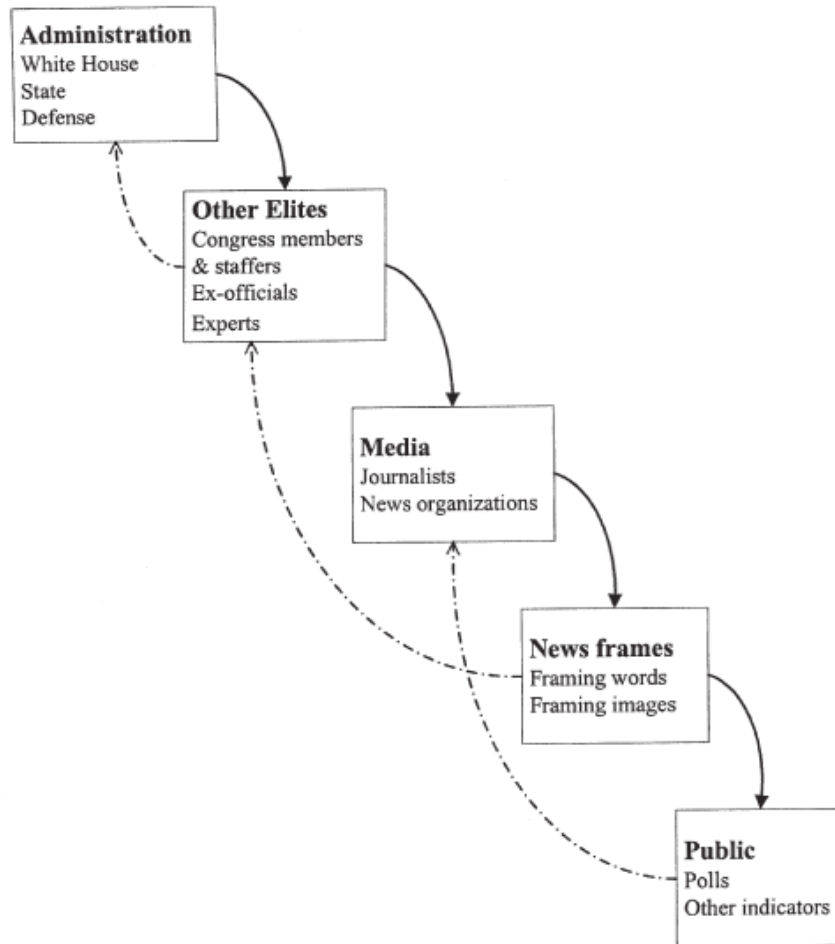 Administration
White House
State
Defense
Other Elites
Congress members
& staffers
Ex-officials
Experts
Media
Journalists
News organizations
News frames
Framing words
Framing images
Public
Polls
Other indicators